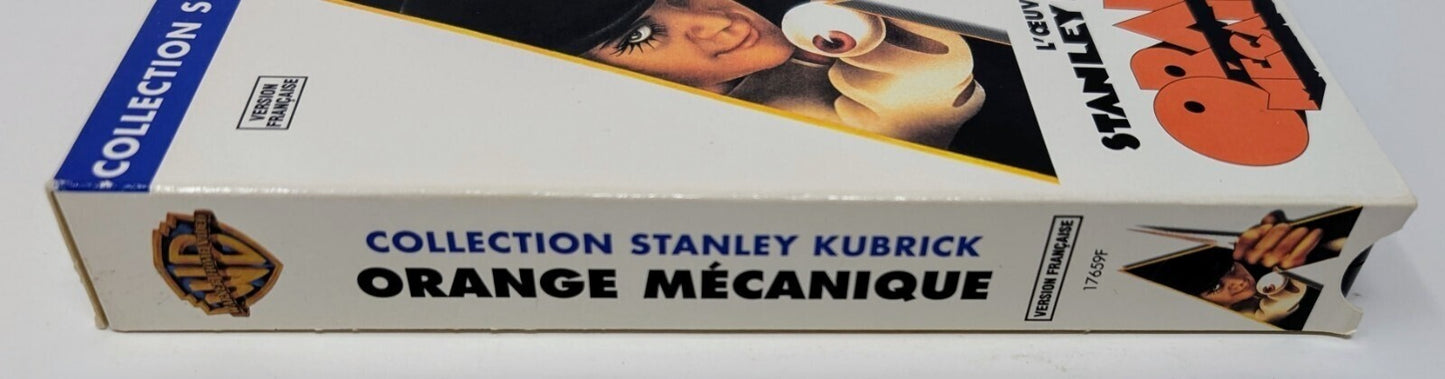 COLLECTION S
VERSION
FRANÇAISE
L'ŒUV
STANLEY
COLLECTION STANLEY KUBRICK
ORANGE MÉCANIQUE
VERSION FRANÇAISE
17659F